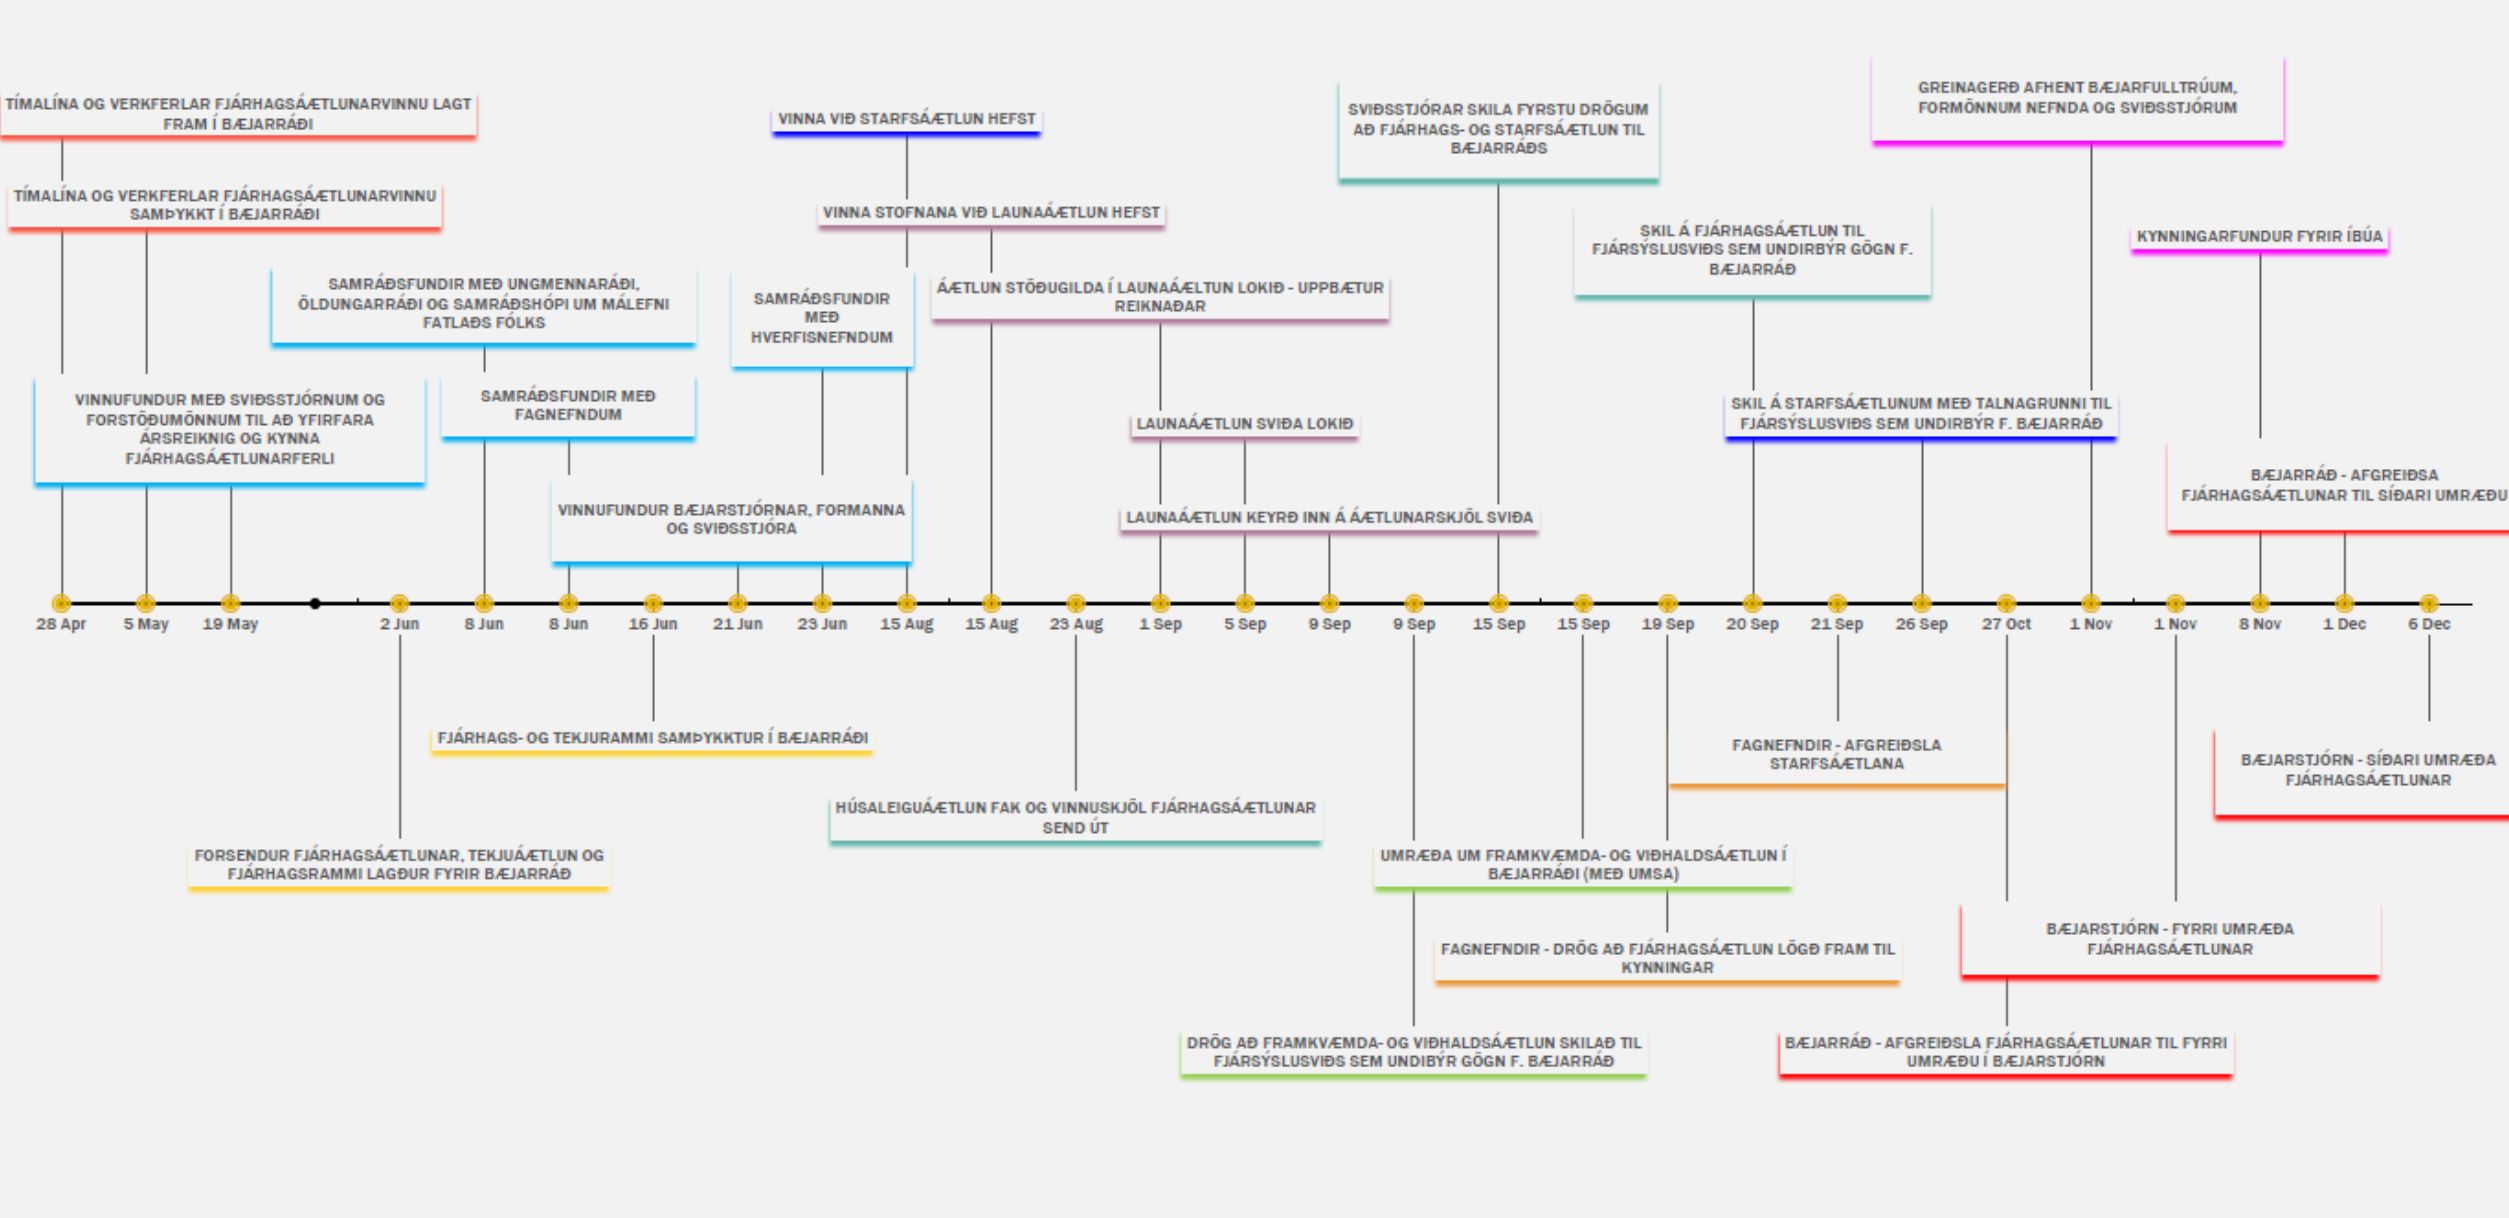 TÍMALÍNA OG VERKFERLAR FJÁRHAGSÁÆTLUNARVINNU LAGT
FRAM Í BÆJARRÁÐI
TÍMALÍNA OG VERKFERLAR FJÁRHAGSÁÆTLUNARVINNU
SAMÞYKKT Í BÆJARRÁÐI
VINNUFUNDUR MEÐ SVIÐSSTJÓRNUM OG
FORSTÖÐUMÖNNUM TIL AÐ YFIRFARA
ÁRSREIKNIG OG KYNNA
FJÁRHAGSÁÆTLUNARFERLI
SAMRÁÐSFUNDIR MEÐ UNGMENNARÁÐI,
ÖLDUNGARRÁÐI OG SAMRÁÐSHÓPI UM MÁLEFNI
FATLAÐS FÓLKS
SAMRÁÐSFUNDIR MEÐ
FAGNEFNDUM
VINNUFUNDUR BÆJARSTJÓRNAR, FORMANNA
OG SVIÐSSTJÓRA
SAMRÁÐSFUNDIR
MEÐ
HVERFISNEFNDUM
VINNA VIÐ STARFSÁÆTLUN HEFST
VINNA STOFNANA VIÐ LAUNAÁÆTLUN HEFST
ÁÆTLUN STÖÐUGILDA Í LAUNAÁÆLTUN LOKIÐ - UPPBÆTUR
REIKNAÐAR
LAUNAÁÆTLUN SVIÐA LOKIÐ
LAUNAÁÆTLUN KEYRÐ INN Á ÁÆTLUNARSKJÖL SVIÐA
SVIÐSSTJÓRAR SKILA FYRSTU DRÖGUM
AÐ FJÁRHAGS- OG STARFSÁÆTLUN TIL
BÆJARRÁÐS
SKIL Á FJÁRHAGSÁÆTLUN TIL
FJÁRSÝSLUSVIÐS SEM UNDIRBÝR GÖGN F.
BÆJARRÁÐ
SKIL Á STARFSÁÆTLUNUM MEÐ TALNAGRUNNI TIL
FJÁRSÝSLUSVIÐS SEM UNDIRBÝR F. BÆJARRÁÐ
GREINAGERÐ AFHENT BÆJARFULLTRÚUM,
FORMÖNNUM NEFNDA OG SVIÐSSTJÓRUM
KYNNINGARFUNDUR FYRIR ÍBÚA
BÆJARRÁÐ - AFGREIÐSA
FJÁRHAGSÁÆTLUNAR TIL SÍÐARI UMRÆÐU
28 Apr 5 May 19 May 2 Jun 8 Jun 8 Jun 16 Jun 21 Jun 23 Jun 15 Aug 15 Aug 23 Aug 1 Sep 5 Sep 9 Sep 9 Sep 15 Sep 15 Sep 19 Sep 20 Sep 21 Sep 26 Sep 27 Oct 1 Nov 1 Nov 8 Nov 1 Dec 6 Dec
FJÁRHAGS- OG TEKJURAMMI SAMÞYKKTUR Í BÆJARRÁÐI
FORSENDUR FJÁRHAGSÁÆTLUNAR, TEKJUÁÆTLUN OG
FJÁRHAGSRAMMI LAGÐUR FYRIR BÆJARRÁÐ
HÚSALEIGUÁÆTLUN FAK OG VINNUSKJÖL FJÁRHAGSÁÆTLUNAR
SEND ÚT
UMRÆÐA UM FRAMKVÆMDA- OG VIÐHALDSÁÆTLUN Í
BÆJARRÁÐI (MEÐ UMSA)
FAGNEFNDIR - DRÖG AÐ FJÁRHAGSÁÆTLUN LÖGÐ FRAM TIL
KYNNINGAR
DRÖG AÐ FRAMKVÆMDA- OG VIÐHALDSÁÆTLUN SKILAÐ TIL
FJÁRSÝSLUSVIÐS SEM UNDIBÝR GÖGN F. BÆJARRÁÐ
FAGNEFNDIR - AFGREIÐSLA
STARFSÁÆTLANA
BÆJARSTJÓRN - FYRRI UMRÆÐA
FJÁRHAGSÁÆTLUNAR
BÆJARRÁÐ - AFGREIÐSLA FJÁRHAGSÁÆTLUNAR TIL FYRRI
UMRÆÐU Í BÆJARSTJÓRN
BÆJARSTJÓRN - SÍÐARI UMRÆÐA
FJÁRHAGSÁÆTLUNAR